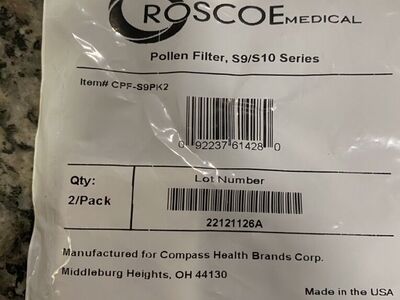 ROSCOE MEDICAL
Pollen Filter, S9/S10 Series
Item# CPF-S9PK2
0 92237 61428 0
Qty:
2/Pack
Lot Number
22121126A
Manufactured for Compass Health Brands Corp.
Middleburg Heights, OH 44130
Made in the USA